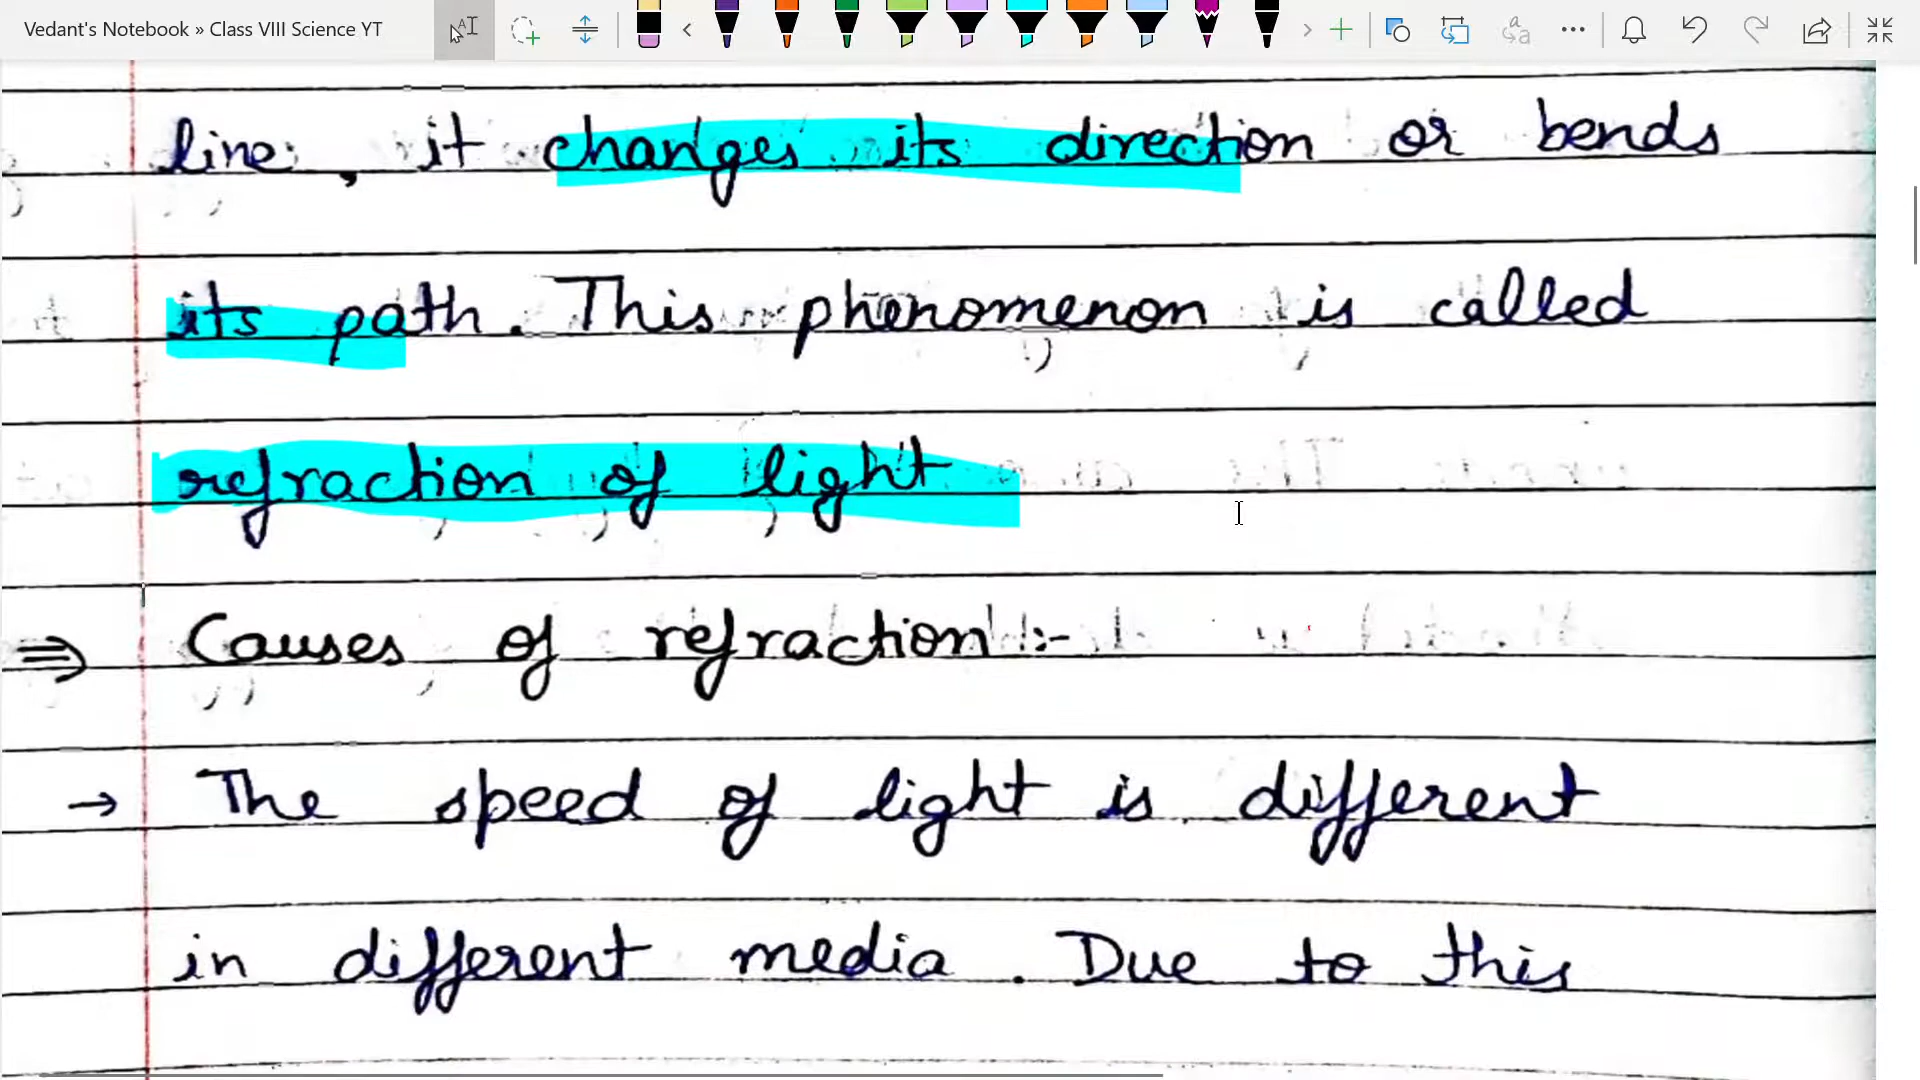 Vedant's Notebook » Class VIII Science YT
line, it changes its direction or bends
its path. This phenomenon is called
refraction of light
⇒ Causes of refraction :-
→ The speed of light is different
in different media. Due to this